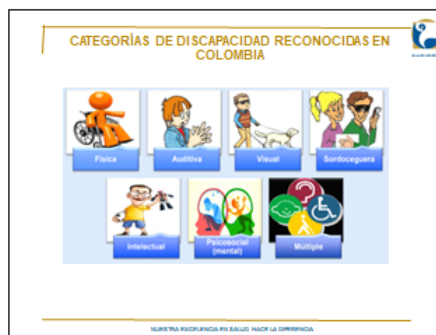 CATEGORÍAS DE DISCAPACIDAD RECONOCIDAS EN
COLOMBIA
Física
Auditiva
Visual
Sordoceguera
Intelectual
Psicosocial
(mental)
Múltiple
NUESTRA EXCELENCIA EN SALUD HACE LA DIFERENCIA